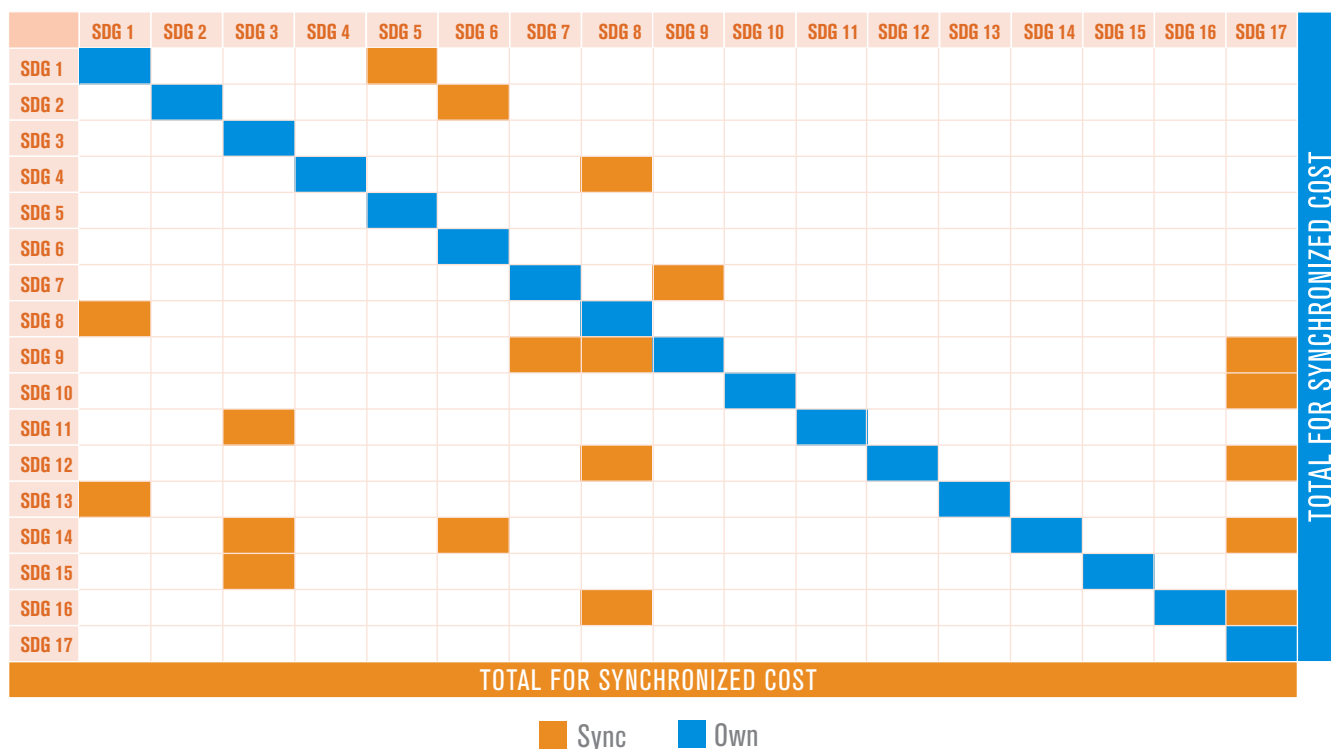 SDG 1 SDG 2 SDG 3 SDG 4 SDG 5 SDG 6 SDG 7 SDG 8 SDG 9 SDG 10 SDG 11 SDG 12 SDG 13 SDG 14 SDG 15 SDG 16 SDG 17
SDG 1
SDG 2
SDG 3
SDG 4
SDG 5
SDG 6
SDG 7
SDG 8
SDG 9
SDG 10
SDG 11
SDG 12
SDG 13
SDG 14
SDG 15
SDG 16
SDG 17
TOTAL FOR SYNCHRONIZED COST
TOTAL FOR SYNCHRONIZED COST
Sync Own